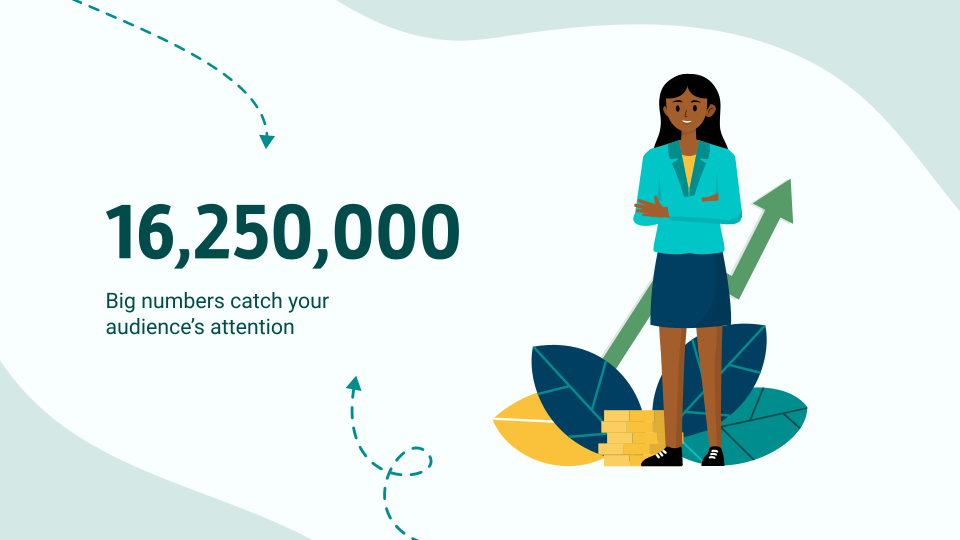 16,250,000
Big numbers catch your
audience’s attention